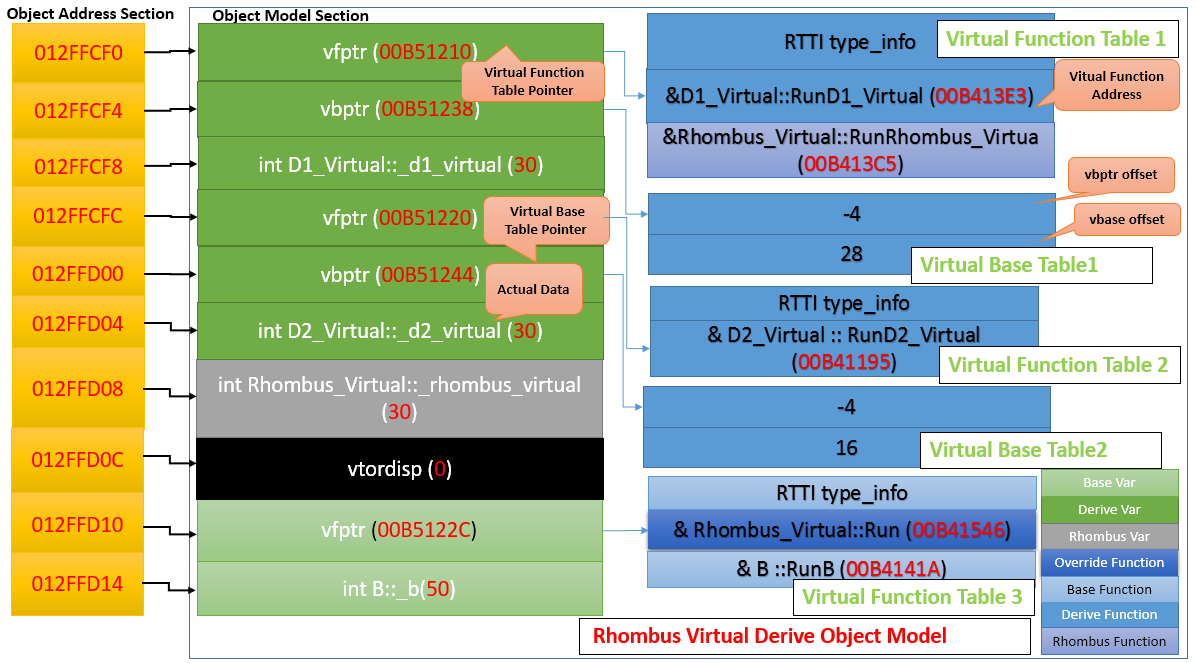 Object Address Section
Object Model Section
012FFCF0
vfptr (00B51210)
Virtual Function
Table Pointer
RTTI type_info
Virtual Function Table 1
012FFCF4
vbptr (00B51238)
&D1_Virtual::RunD1_Virtual (00B413E3)
Vitual Function
Address
012FFCF8
int D1_Virtual::_d1_virtual (30)
&Rhombus_Virtual::RunRhombus_Virtua
(00B413C5)
012FFCFC
vfptr (00B51220)
Virtual Base
Table Pointer
-4
vbptr offset
28
vbase offset
Virtual Base Table1
012FFD00
vbptr (00B51244)
Actual Data
012FFD04
int D2_Virtual::_d2_virtual (30)
RTTI type_info
& D2_Virtual :: RunD2_Virtual
(00B41195)
Virtual Function Table 2
012FFD08
int Rhombus_Virtual::_rhombus_virtual
(30)
-4
16
Virtual Base Table2
012FFD0C
vtordisp (0)
012FFD10
vfptr (00B5122C)
RTTI type_info
& Rhombus_Virtual::Run (00B41546)
& B ::RunB (00B4141A)
Virtual Function Table 3
012FFD14
int B::_b(50)
Base Var
Derive Var
Rhombus Var
Override Function
Base Function
Derive Function
Rhombus Function
Rhombus Virtual Derive Object Model